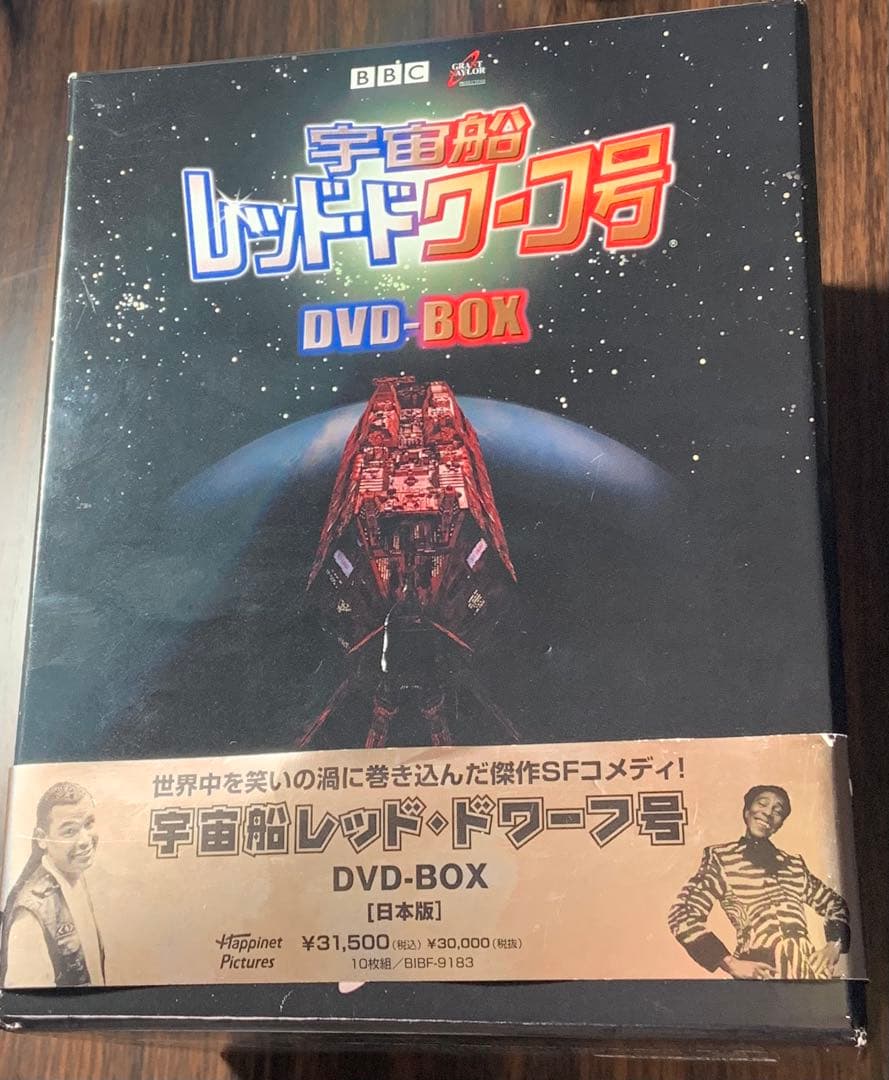 BBC
GRANT NAYLOR
宇宙船
レッド・ドワーフ号
®
DVD-BOX
世界中を笑いの渦に巻き込んだ傑作SFコメディ!
宇宙船レッド・ドワーフ号
DVD-BOX
[日本版]
Happinet Pictures
¥31,500(税込) ¥30,000(税抜)
10枚組/BIBF-9183